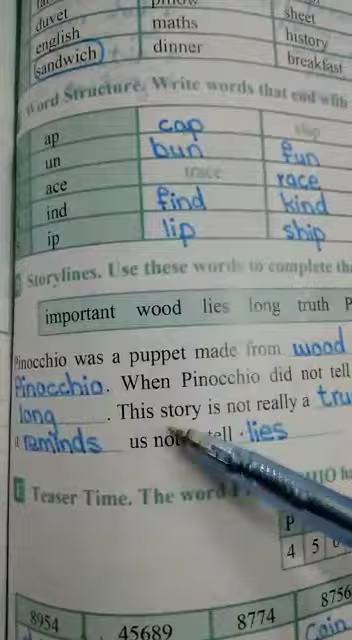 duvet maths sheet
english dinner history
sandwich breakfast
Word Structure. Write words that end with
ap cap
un bun fun
ace trace race
ind find kind
ip lip ship
Storylines. Use these words to complete the
important wood lies long truth P
Pinocchio was a puppet made from wood
Pinocchio. When Pinocchio did not tell
long. This story is not really a tru
it reminds us not tell lies
Teaser Time. The word
P
4 5
8954 45689 8774 8756
Cain